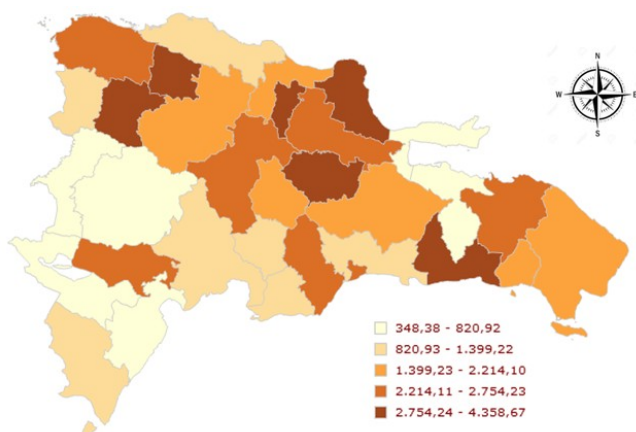 N
W E
S
348,38 - 820,92
820,93 - 1.399,22
1.399,23 - 2.214,10
2.214,11 - 2.754,23
2.754,24 - 4.358,67